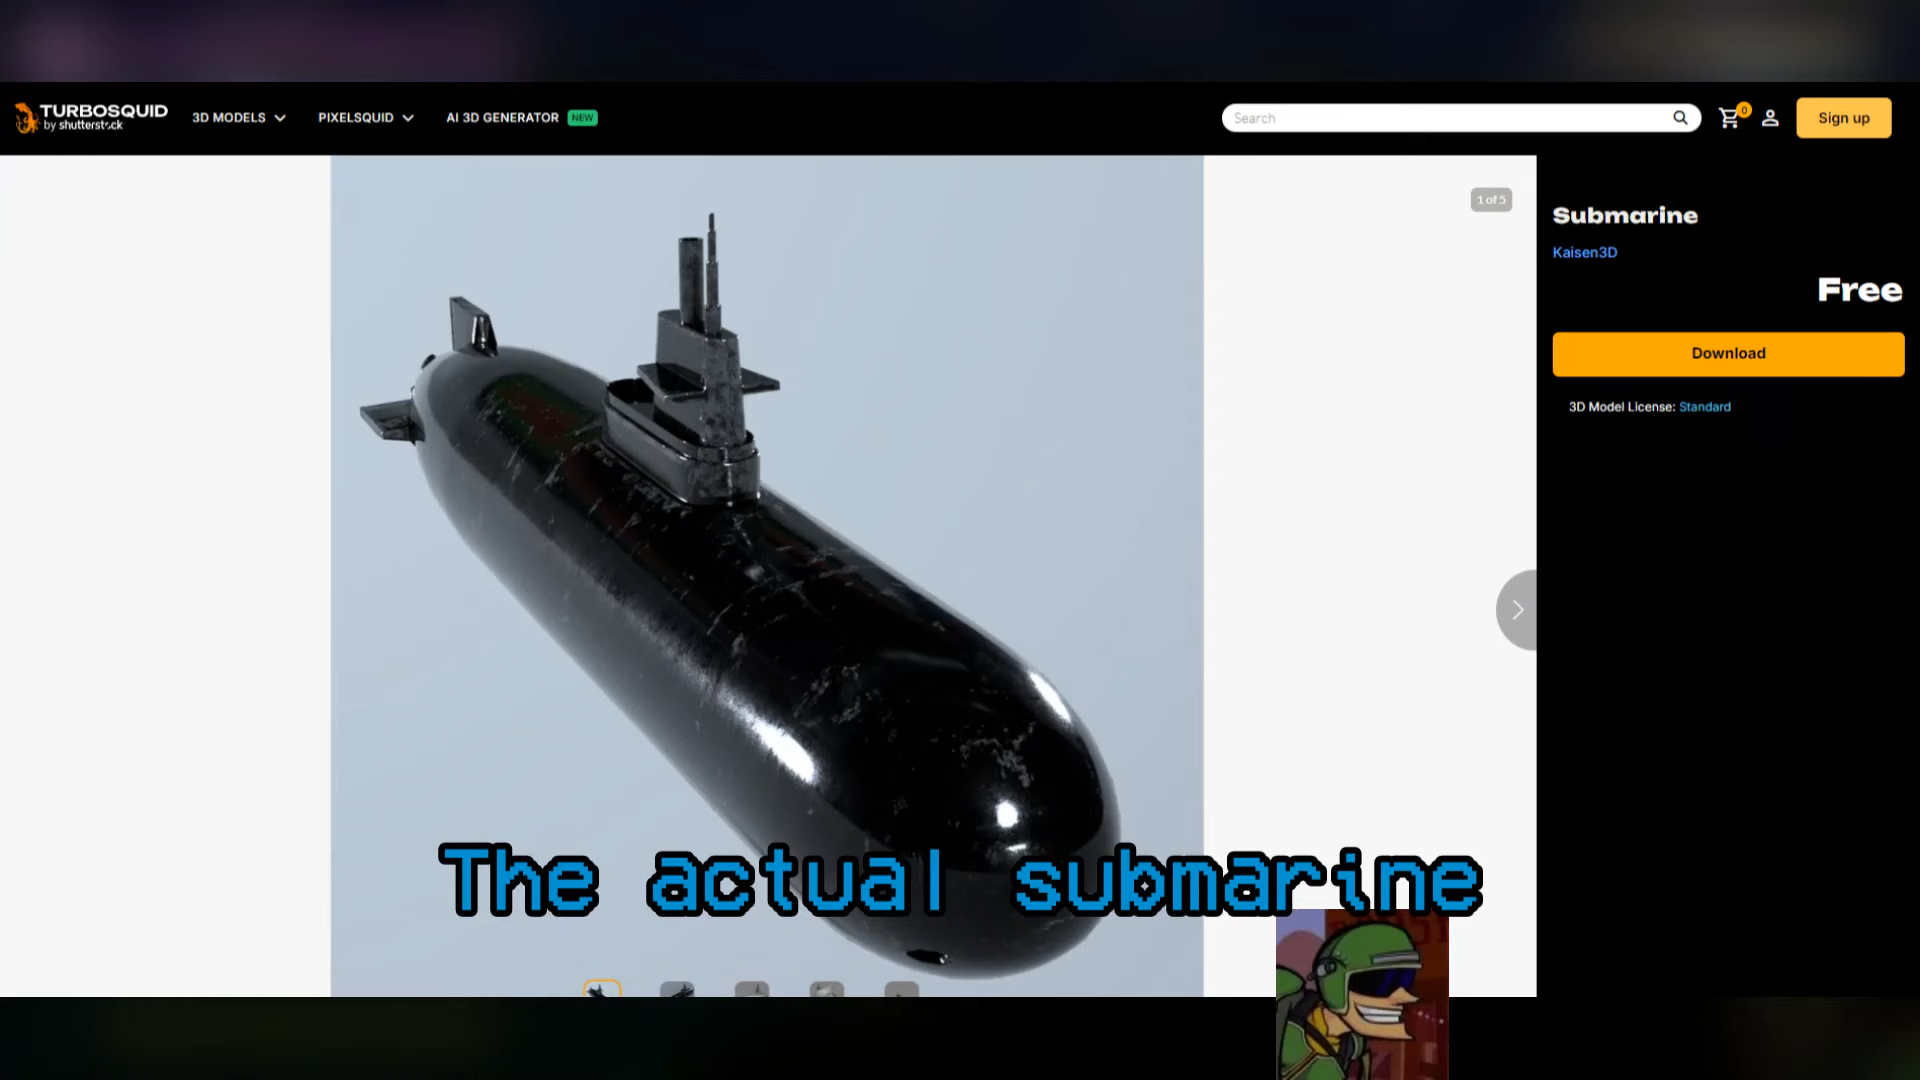 TURBOSQUID
by shutterstock
3D MODELS
PIXELSQUID
AI 3D GENERATOR
NEW
Search
0
Sign up
1 of 5
Submarine
Kaisen3D
Free
Download
3D Model License: Standard
The actual submarine